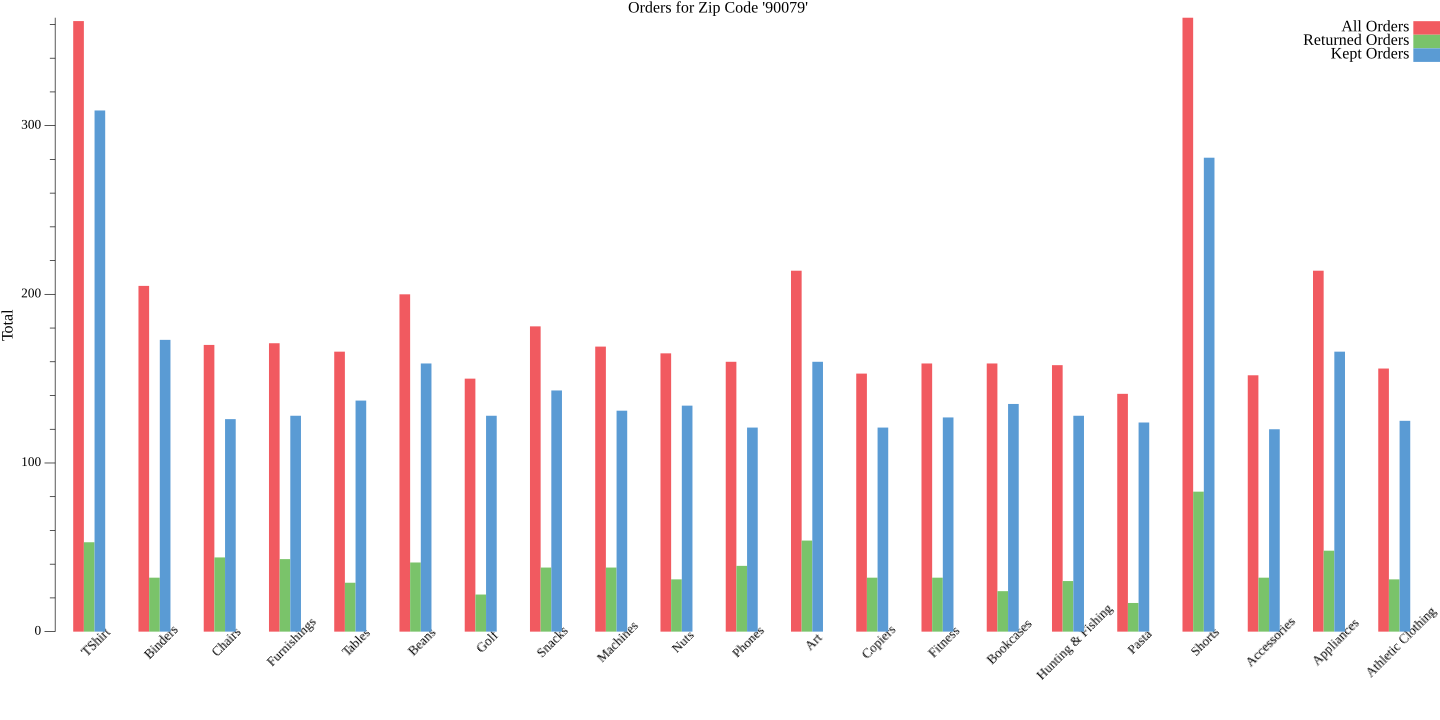 Orders for Zip Code '90079'
All Orders
Returned Orders
Kept Orders
Total
300
200
100
0
TShirt
Binders
Chairs
Furnishings
Tables
Beans
Golf
Snacks
Machines
Nuts
Phones
Art
Copiers
Fitness
Bookcases
Hunting & Fishing
Pasta
Shorts
Accessories
Appliances
Athletic Clothing